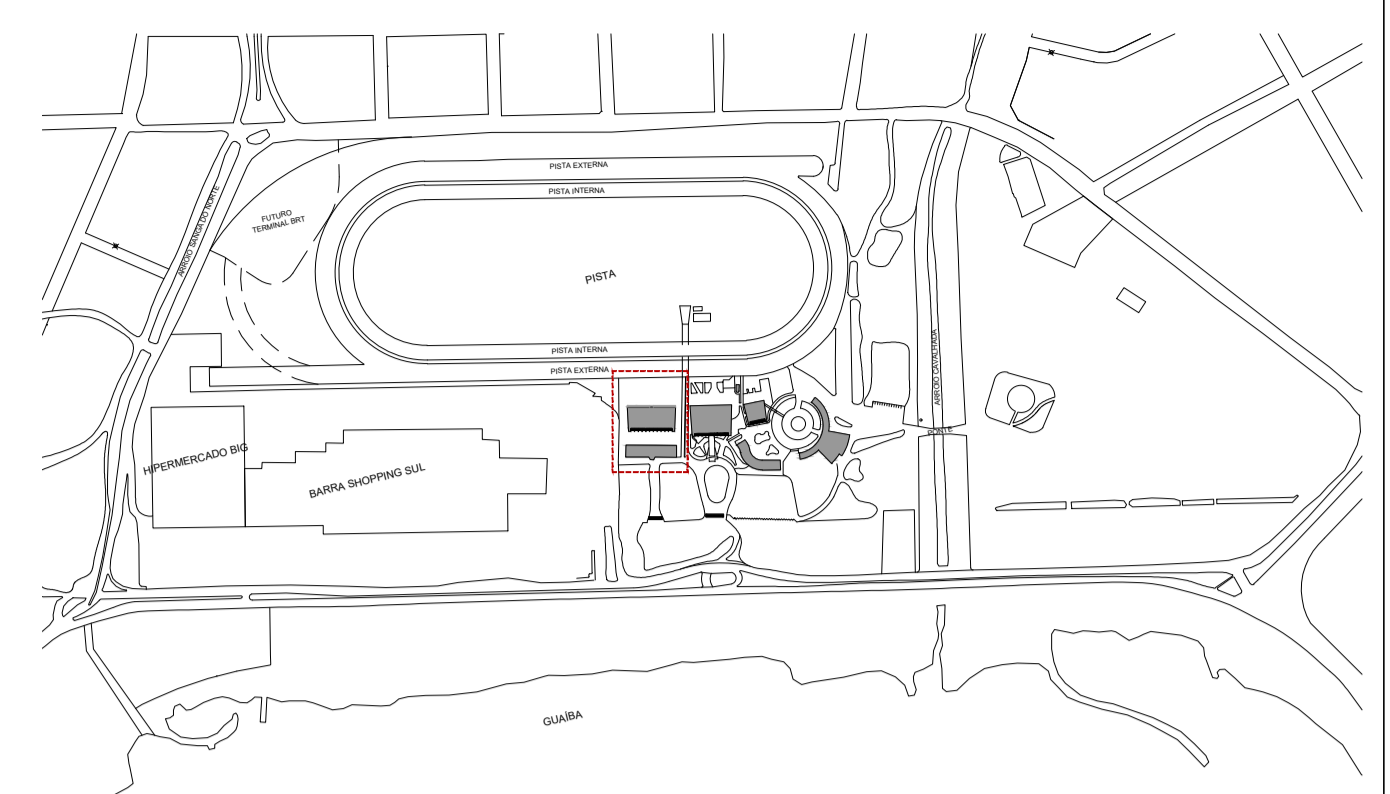 PISTA EXTERNA
PISTA INTERNA
ARROIO SANGA DO NORTE
FUTURO
TERMINAL BRT
PISTA
PISTA INTERNA
PISTA EXTERNA
ARROIO CAVALHADA
PONTE
HIPERMERCADO BIG
BARRA SHOPPING SUL
GUAÍBA